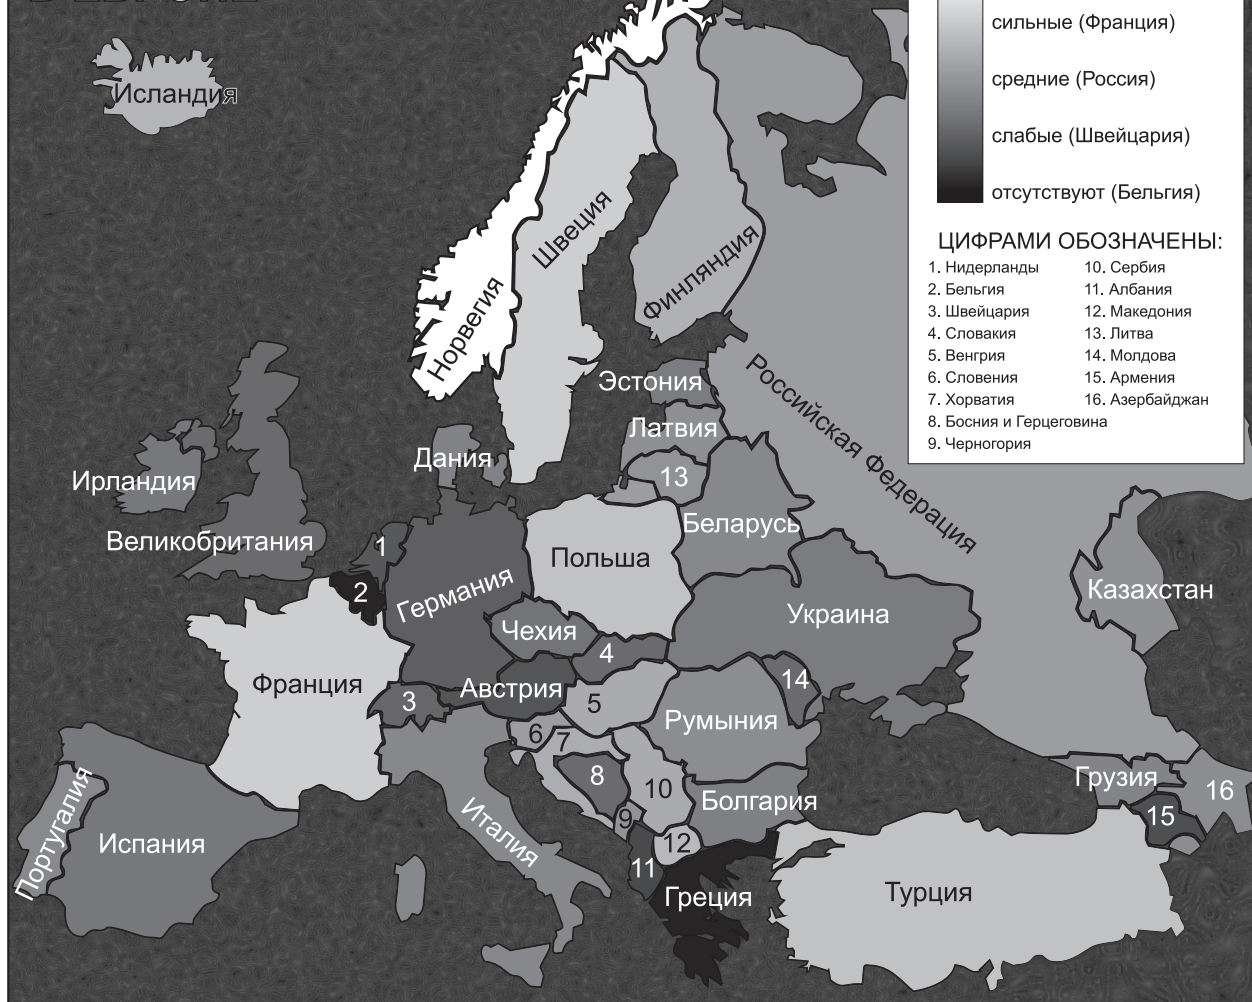 сильные (Франция)
средние (Россия)
слабые (Швейцария)
отсутствуют (Бельгия)
ЦИФРАМИ ОБОЗНАЧЕНЫ:
1. Нидерланды
2. Бельгия
3. Швейцария
4. Словакия
5. Венгрия
6. Словения
7. Хорватия
8. Босния и Герцеговина
9. Черногория
10. Сербия
11. Албания
12. Македония
13. Литва
14. Молдова
15. Армения
16. Азербайджан
Исландия
Швеция
Финляндия
Норвегия
Эстония
Российская Федерация
Латвия
Дания
13
Ирландия
Беларусь
Великобритания
1
Польша
2
Германия
Казахстан
Украина
Чехия
4
Франция
Австрия
14
3
5
Румыния
6
7
8
10
Грузия
16
Болгария
9
15
Португалия
Испания
Италия
12
11
Греция
Турция